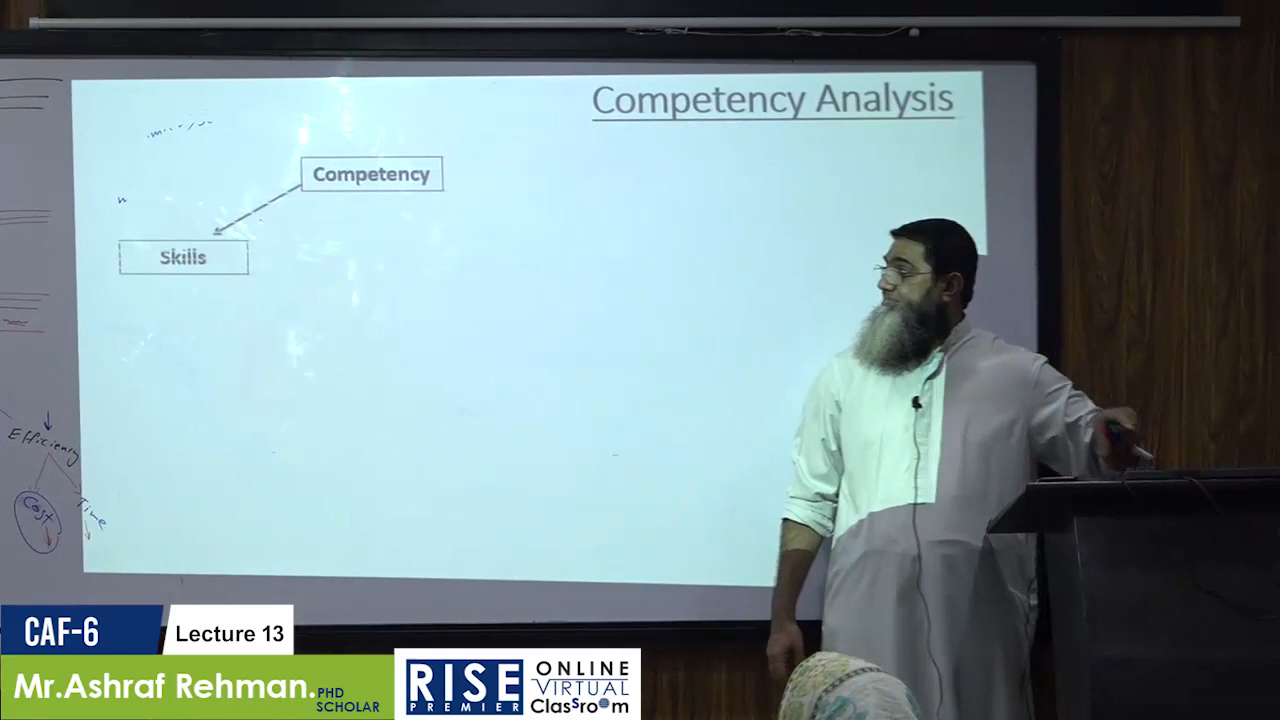 Competency Analysis
Competency
Skills
Efficiency
Cost
Time
CAF-6
Lecture 13
Mr.Ashraf Rehman.
PHD
SCHOLAR
RISE
PREMIER
ONLINE
VIRTUAL
Classroom